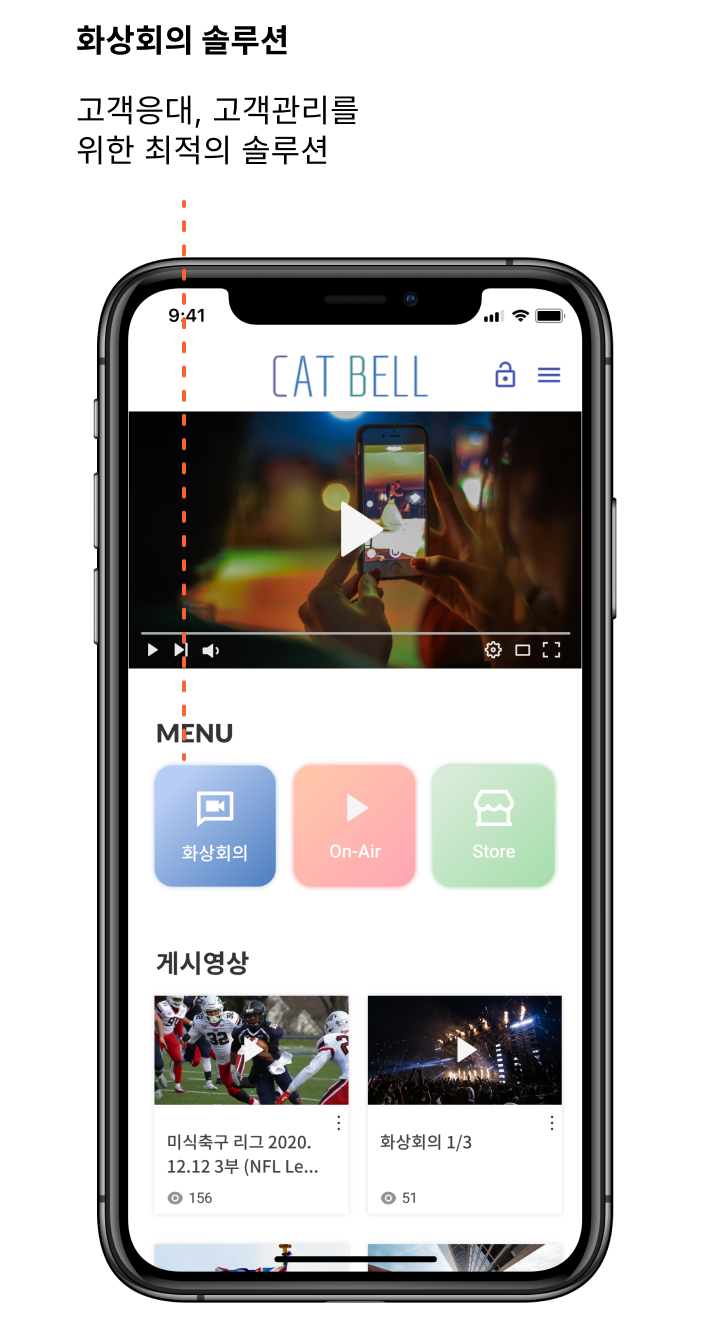 화상회의 솔루션
고객응대, 고객관리를
위한 최적의 솔루션
9:41
CAT BELL
MENU
화상회의
On-Air
Store
게시영상
미식축구 리그 2020.
12.12 3부 (NFL Le...
156
화상회의 1/3
51